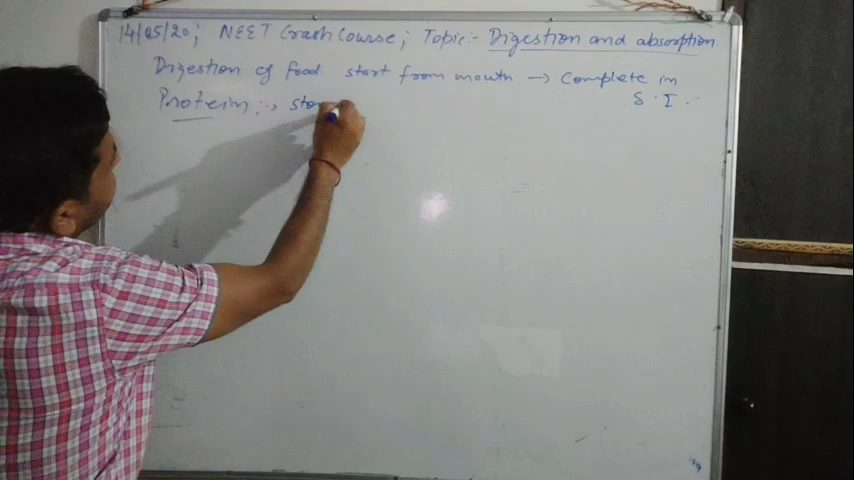 14/05/20; NEET Crash Course; Topic:- Digestion and absorption
Digestion of food start from mouth → Complete in
S.I.
Protein:→ sto